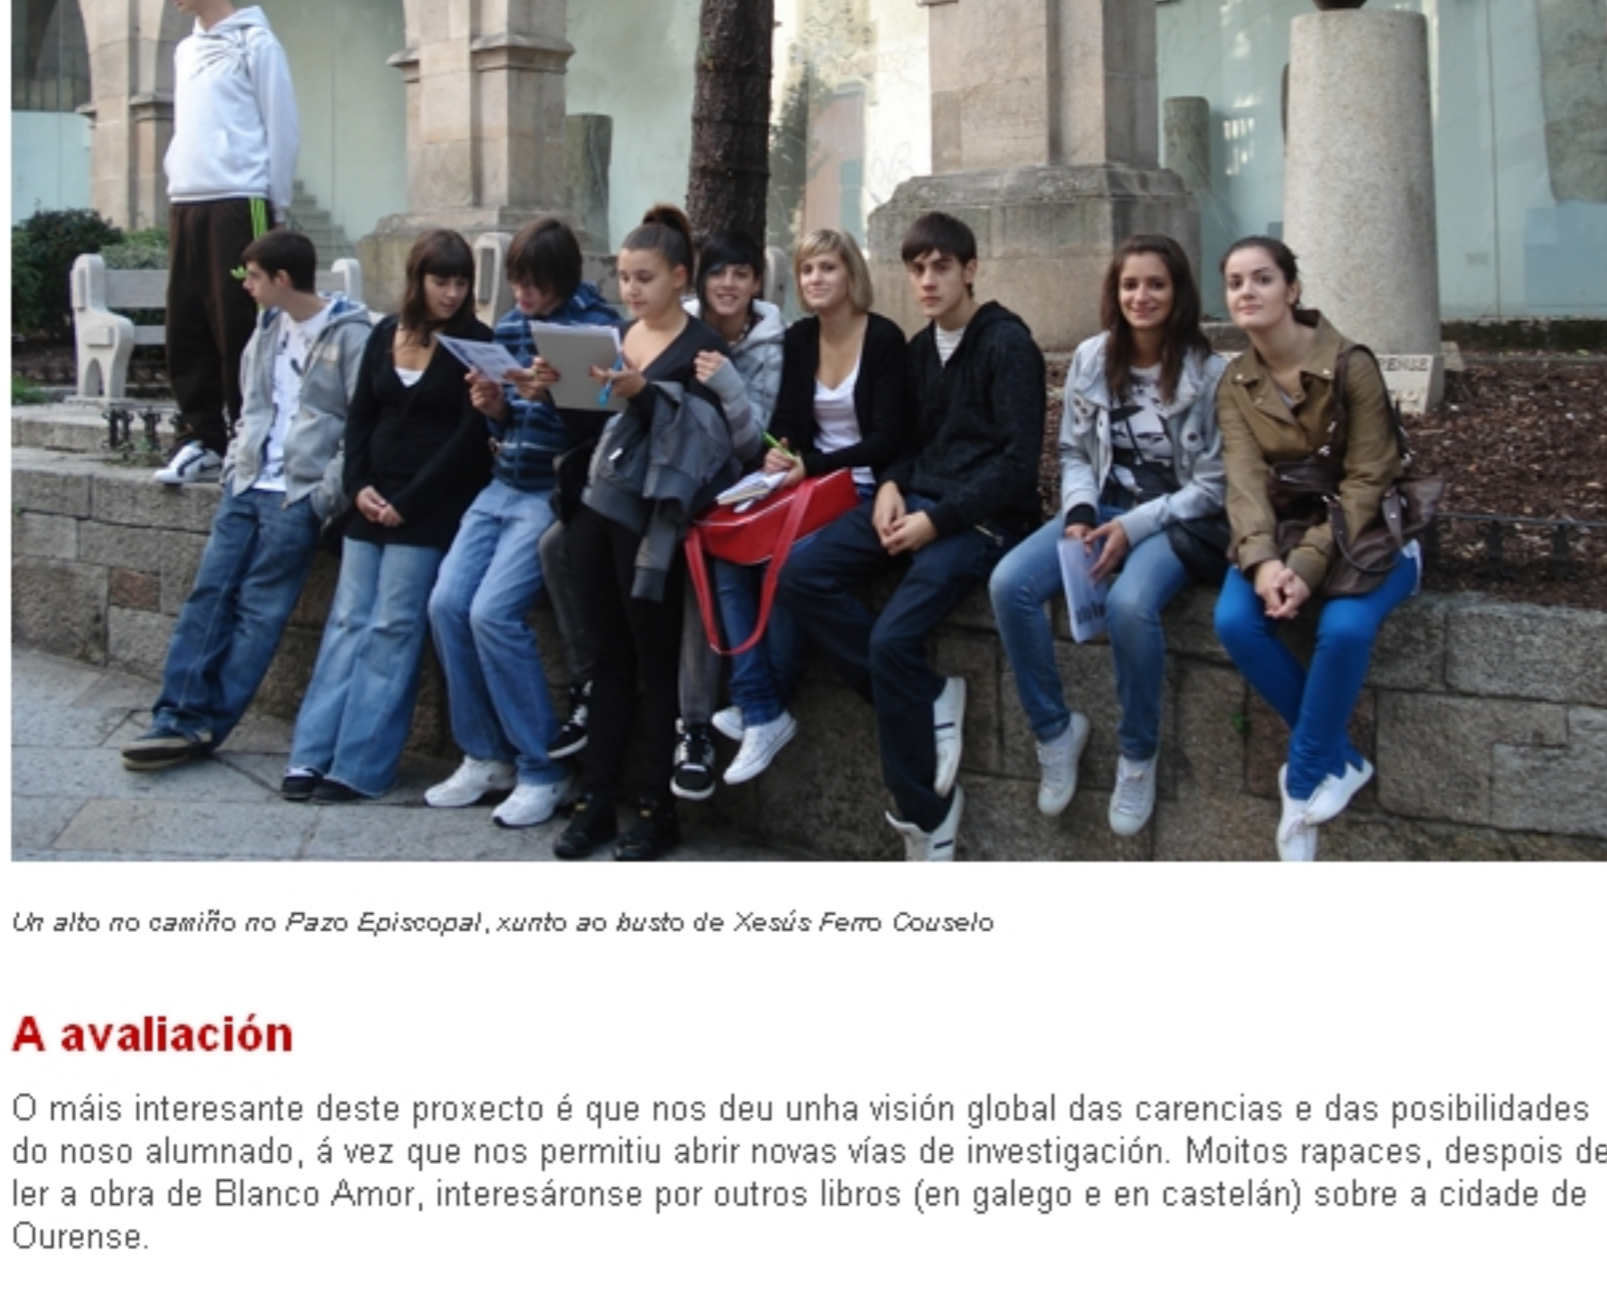 ENSE
Un alto no camiño no Pazo Episcopal, xunto ao busto de Xesús Ferro Couselo
A avaliación
O máis interesante deste proxecto é que nos deu unha visión global das carencias e das posibilidades
do noso alumnado, á vez que nos permitiu abrir novas vías de investigación. Moitos rapaces, despois de
ler a obra de Blanco Amor, interesáronse por outros libros (en galego e en castelán) sobre a cidade de
Ourense.